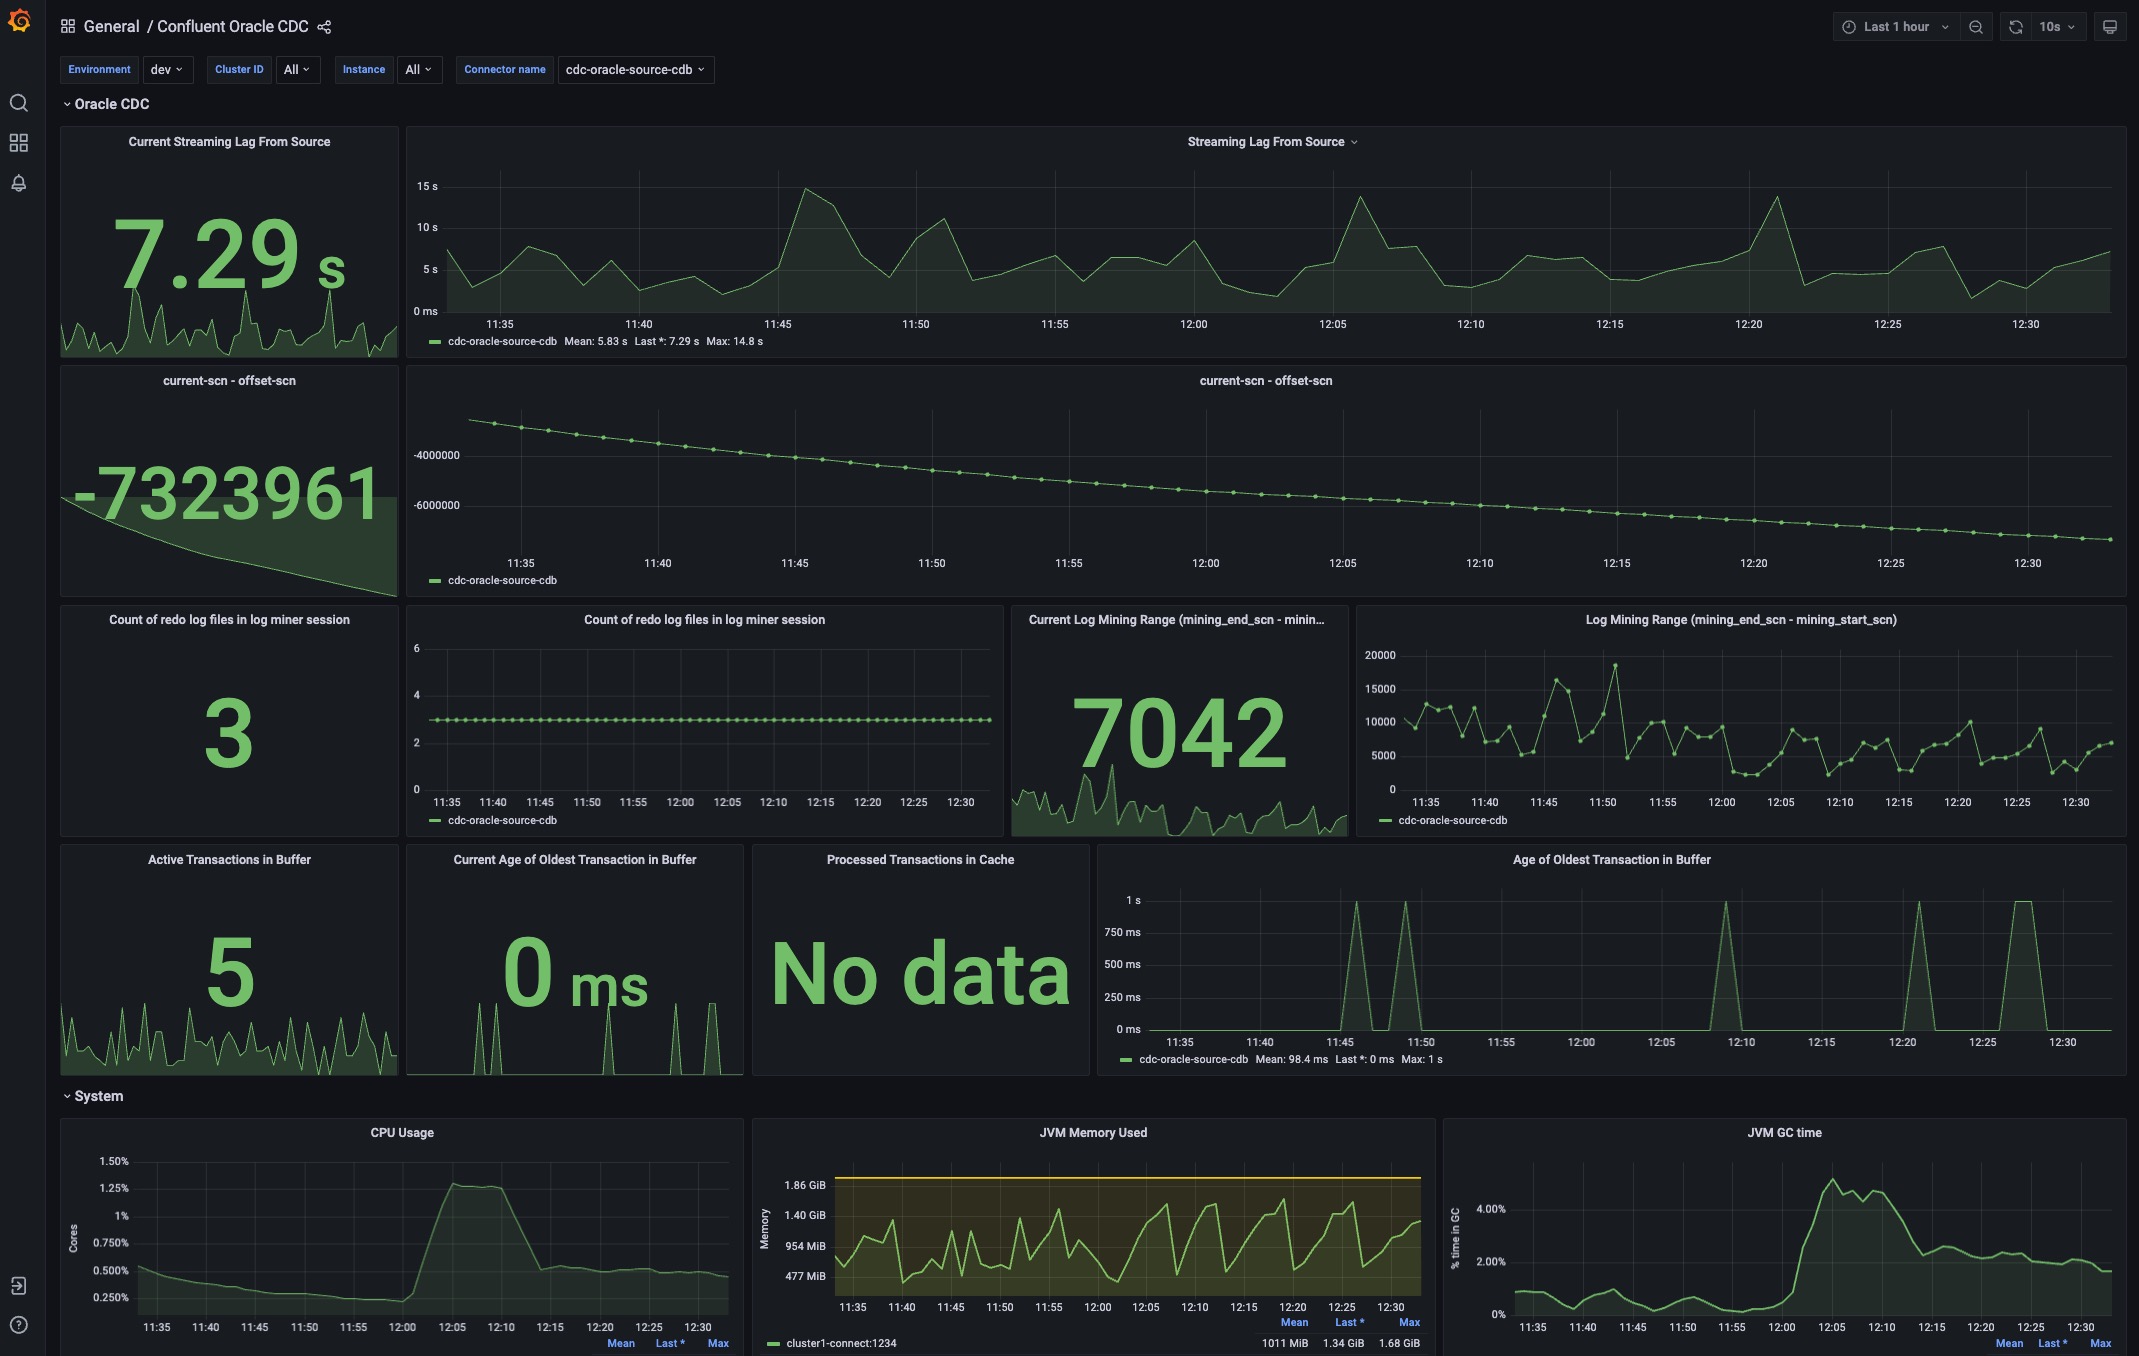 General / Confluent Oracle CDC
Last 1 hour
10s
Environment dev Cluster ID All Instance All Connector name cdc-oracle-source-cdb
Oracle CDC
Current Streaming Lag From Source
7.29 s
Streaming Lag From Source
15 s
10 s
5 s
0 ms
11:35 11:40 11:45 11:50 11:55 12:00 12:05 12:10 12:15 12:20 12:25 12:30
cdc-oracle-source-cdb Mean: 5.83 s Last *: 7.29 s Max: 14.8 s
current-scn - offset-scn
-7323961
current-scn - offset-scn
-4000000
-6000000
11:35 11:40 11:45 11:50 11:55 12:00 12:05 12:10 12:15 12:20 12:25 12:30
cdc-oracle-source-cdb
Count of redo log files in log miner session
3
Count of redo log files in log miner session
6
4
2
0
11:35 11:40 11:45 11:50 11:55 12:00 12:05 12:10 12:15 12:20 12:25 12:30
cdc-oracle-source-cdb
Current Log Mining Range (mining_end_scn - minin...
7042
Log Mining Range (mining_end_scn - mining_start_scn)
20000
15000
10000
5000
0
11:35 11:40 11:45 11:50 11:55 12:00 12:05 12:10 12:15 12:20 12:25 12:30
cdc-oracle-source-cdb
Active Transactions in Buffer
5
Current Age of Oldest Transaction in Buffer
0 ms
Processed Transactions in Cache
No data
Age of Oldest Transaction in Buffer
1 s
750 ms
500 ms
250 ms
0 ms
11:35 11:40 11:45 11:50 11:55 12:00 12:05 12:10 12:15 12:20 12:25 12:30
cdc-oracle-source-cdb Mean: 98.4 ms Last *: 0 ms Max: 1 s
System
CPU Usage
Cores
1.50%
1.25%
1%
0.750%
0.500%
0.250%
11:35 11:40 11:45 11:50 11:55 12:00 12:05 12:10 12:15 12:20 12:25 12:30
Mean Last * Max
JVM Memory Used
Memory
1.86 GiB
1.40 GiB
954 MiB
477 MiB
11:35 11:40 11:45 11:50 11:55 12:00 12:05 12:10 12:15 12:20 12:25 12:30
Mean Last * Max
cluster1-connect:1234 1011 MiB 1.34 GiB 1.68 GiB
JVM GC time
% time in GC
4.00%
2.00%
0%
11:35 11:40 11:45 11:50 11:55 12:00 12:05 12:10 12:15 12:20 12:25 12:30
Mean Last * Max